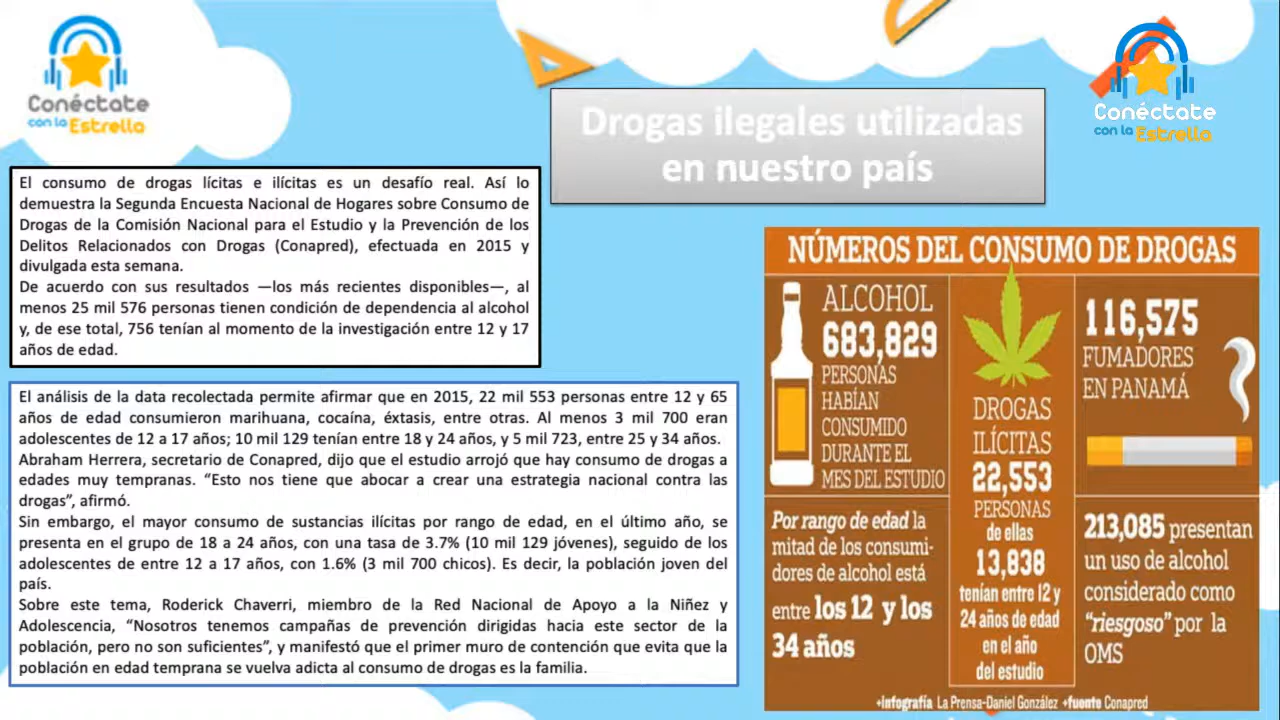 Conéctate
con la Estrella
Conéctate
con la Estrella
Drogas ilegales utilizadas
en nuestro país
El consumo de drogas lícitas e ilícitas es un desafío real. Así lo
demuestra la Segunda Encuesta Nacional de Hogares sobre Consumo de
Drogas de la Comisión Nacional para el Estudio y la Prevención de los
Delitos Relacionados con Drogas (Conapred), efectuada en 2015 y
divulgada esta semana.
De acuerdo con sus resultados —los más recientes disponibles—, al
menos 25 mil 576 personas tienen condición de dependencia al alcohol
y, de ese total, 756 tenían al momento de la investigación entre 12 y 17
años de edad.
El análisis de la data recolectada permite afirmar que en 2015, 22 mil 553 personas entre 12 y 65
años de edad consumieron marihuana, cocaína, éxtasis, entre otras. Al menos 3 mil 700 eran
adolescentes de 12 a 17 años; 10 mil 129 tenían entre 18 y 24 años, y 5 mil 723, entre 25 y 34 años.
Abraham Herrera, secretario de Conapred, dijo que el estudio arrojó que hay consumo de drogas a
edades muy tempranas. “Esto nos tiene que abocar a crear una estrategia nacional contra las
drogas”, afirmó.
Sin embargo, el mayor consumo de sustancias ilícitas por rango de edad, en el último año, se
presenta en el grupo de 18 a 24 años, con una tasa de 3.7% (10 mil 129 jóvenes), seguido de los
adolescentes de entre 12 a 17 años, con 1.6% (3 mil 700 chicos). Es decir, la población joven del
país.
Sobre este tema, Roderick Chaverri, miembro de la Red Nacional de Apoyo a la Niñez y
Adolescencia, “Nosotros tenemos campañas de prevención dirigidas hacia este sector de la
población, pero no son suficientes”, y manifestó que el primer muro de contención que evita que la
población en edad temprana se vuelva adicta al consumo de drogas es la familia.
NÚMEROS DEL CONSUMO DE DROGAS
ALCOHOL
683,829
PERSONAS
HABÍAN
CONSUMIDO
DURANTE EL
MES DEL ESTUDIO
Por rango de edad la
mitad de los consumi-
dores de alcohol está
entre los 12 y los
34 años
DROGAS
ILÍCITAS
22,553
PERSONAS
de ellas
13,838
tenían entre 12 y
24 años de edad
en el año
del estudio
116,575
FUMADORES
EN PANAMÁ
213,085 presentan
un uso de alcohol
considerado como
“riesgoso” por la
OMS
+Infografía La Prensa-Daniel González +fuente Conapred